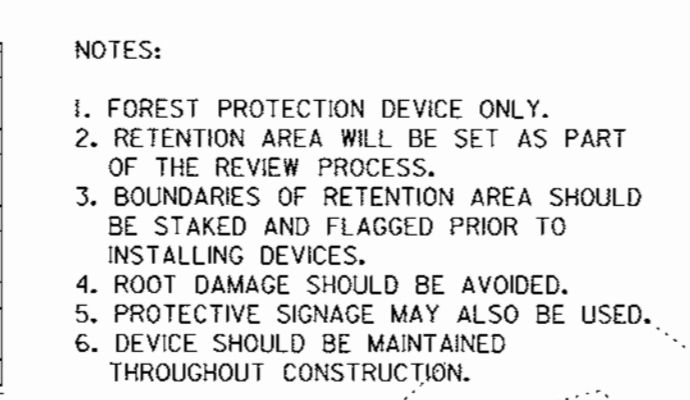 NOTES:
1. FOREST PROTECTION DEVICE ONLY.
2. RETENTION AREA WILL BE SET AS PART
OF THE REVIEW PROCESS.
3. BOUNDARIES OF RETENTION AREA SHOULD
BE STAKED AND FLAGGED PRIOR TO
INSTALLING DEVICES.
4. ROOT DAMAGE SHOULD BE AVOIDED.
5. PROTECTIVE SIGNAGE MAY ALSO BE USED.
6. DEVICE SHOULD BE MAINTAINED
THROUGHOUT CONSTRUCTION.